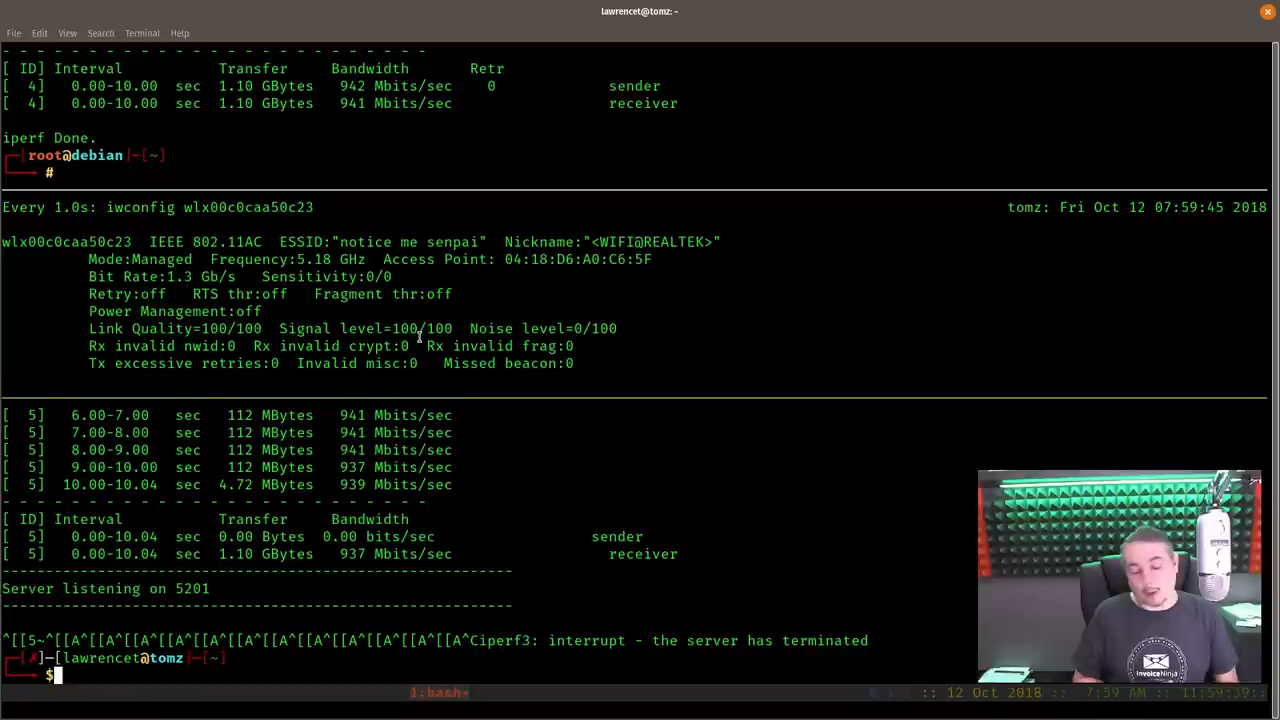 lawrencet@tomz: ~
File Edit View Search Terminal Help
- - - - - - - - - - - - - - - - - - - - - - - - -
[ ID] Interval Transfer Bandwidth Retr
[ 4] 0.00-10.00 sec 1.10 GBytes 942 Mbits/sec 0 sender
[ 4] 0.00-10.00 sec 1.10 GBytes 941 Mbits/sec receiver
iperf Done.
┌─[root@debian]─[~]
└──── #
Every 1.0s: iwconfig wlx00c0caa50c23 tomz: Fri Oct 12 07:59:45 2018
wlx00c0caa50c23 IEEE 802.11AC ESSID:"notice me senpai" Nickname:"<WIFI@REALTEK>"
Mode:Managed Frequency:5.18 GHz Access Point: 04:18:D6:A0:C6:5F
Bit Rate:1.3 Gb/s Sensitivity:0/0
Retry:off RTS thr:off Fragment thr:off
Power Management:off
Link Quality=100/100 Signal level=100/100 Noise level=0/100
Rx invalid nwid:0 Rx invalid crypt:0 Rx invalid frag:0
Tx excessive retries:0 Invalid misc:0 Missed beacon:0
[ 5] 6.00-7.00 sec 112 MBytes 941 Mbits/sec
[ 5] 7.00-8.00 sec 112 MBytes 941 Mbits/sec
[ 5] 8.00-9.00 sec 112 MBytes 941 Mbits/sec
[ 5] 9.00-10.00 sec 112 MBytes 937 Mbits/sec
[ 5] 10.00-10.04 sec 4.72 MBytes 939 Mbits/sec
- - - - - - - - - - - - - - - - - - - - - - - - -
[ ID] Interval Transfer Bandwidth
[ 5] 0.00-10.04 sec 0.00 Bytes 0.00 bits/sec sender
[ 5] 0.00-10.04 sec 1.10 GBytes 937 Mbits/sec receiver
-----------------------------------------------------------
Server listening on 5201
-----------------------------------------------------------
^[[5~^[[A^[[A^[[A^[[A^[[A^[[A^[[A^[[A^[[A^[[A^[[A^Ciperf3: interrupt - the server has terminated
┌─[✗]─[lawrencet@tomz]─[~]
└──── $
1:bash* :: 12 Oct 2018 :: 7:59 AM :: 11:59:39::
InvoiceNinja